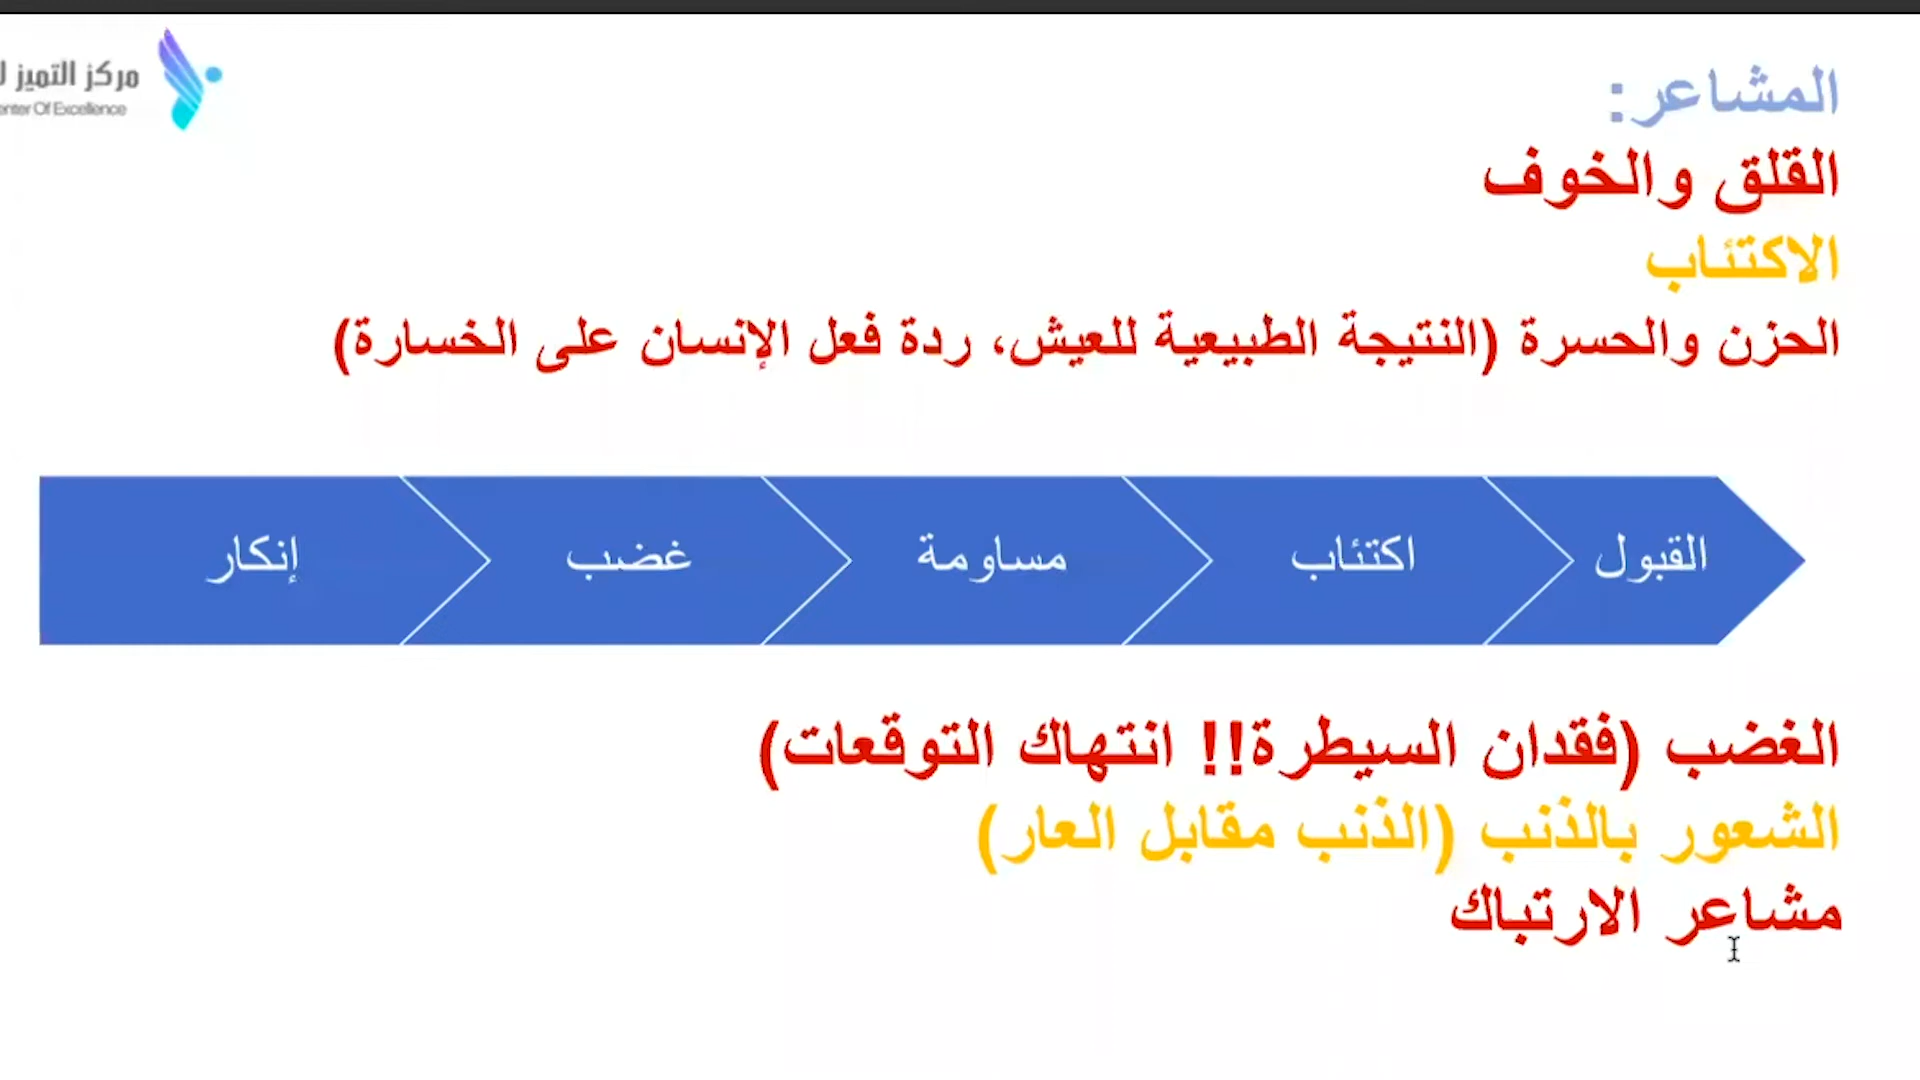 مركز التميز
Center Of Excellence
المشاعر:
القلق والخوف
الاكتئاب
الحزن والحسرة (النتيجة الطبيعية للعيش، ردة فعل الإنسان على الخسارة)
إنكار
غضب
مساومة
اكتئاب
القبول
الغضب (فقدان السيطرة!! انتهاك التوقعات)
الشعور بالذنب (الذنب مقابل العار)
مشاعر الارتباك